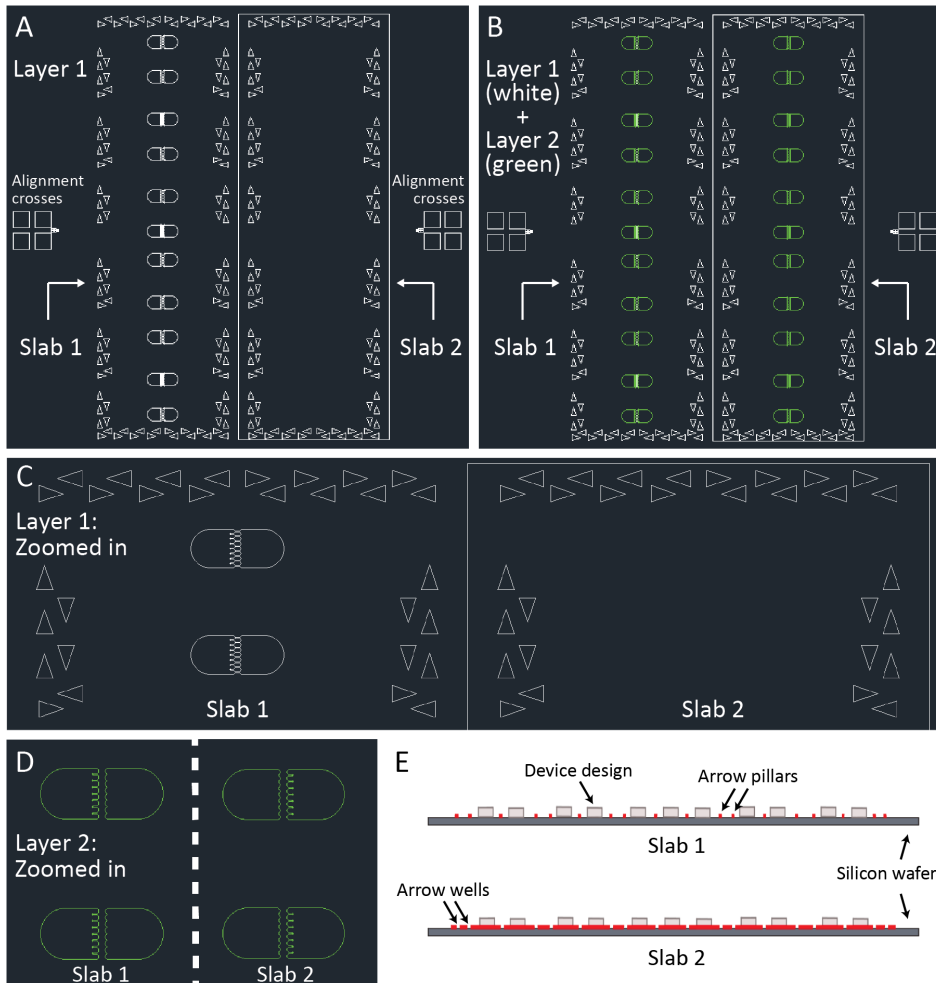 A
Layer 1
Alignment
crosses
Alignment
crosses
Slab 1
Slab 2
B
Layer 1
(white)
+
Layer 2
(green)
Slab 1
Slab 2
C
Layer 1:
Zoomed in
Slab 1
Slab 2
D
Layer 2:
Zoomed in
Slab 1
Slab 2
E
Device design
Arrow pillars
Slab 1
Silicon wafer
Arrow wells
Slab 2